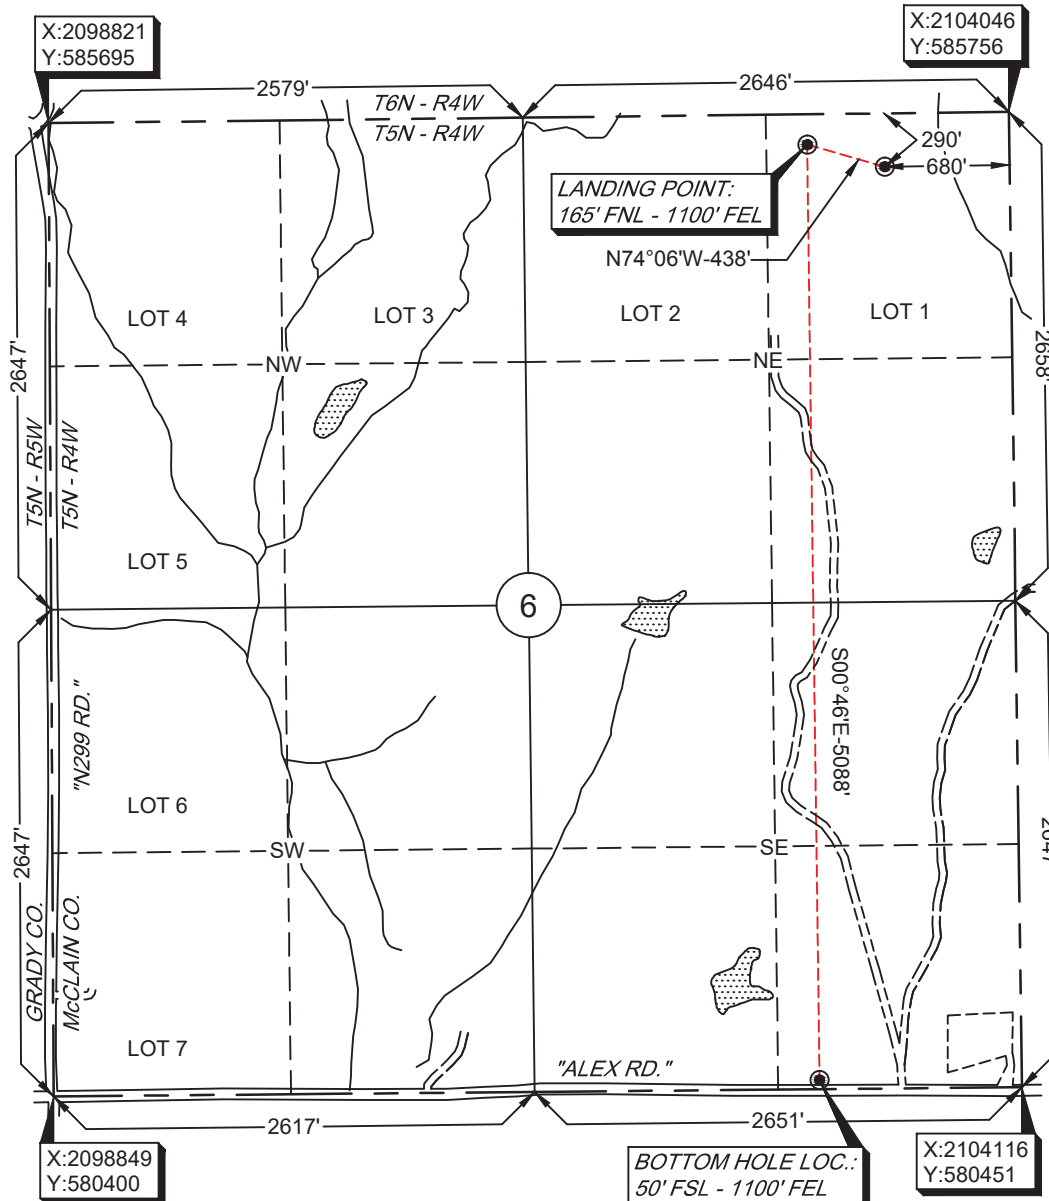 X:2098821
Y:585695
X:2104046
Y:585756
2579'
2646'
T6N - R4W
T5N - R4W
290'
680'
LANDING POINT:
165' FNL - 1100' FEL
N74°06'W-438'
LOT 4
LOT 3
LOT 2
LOT 1
2647'
2658'
NW
NE
T5N - R5W
T5N - R4W
LOT 5
6
S00°46'E-5088'
"N299 RD."
LOT 6
2647'
2647'
SW
SE
GRADY CO.
McCLAIN CO.
LOT 7
"ALEX RD."
2617'
2651'
X:2098849
Y:580400
BOTTOM HOLE LOC.:
50' FSL - 1100' FEL
X:2104116
Y:580451